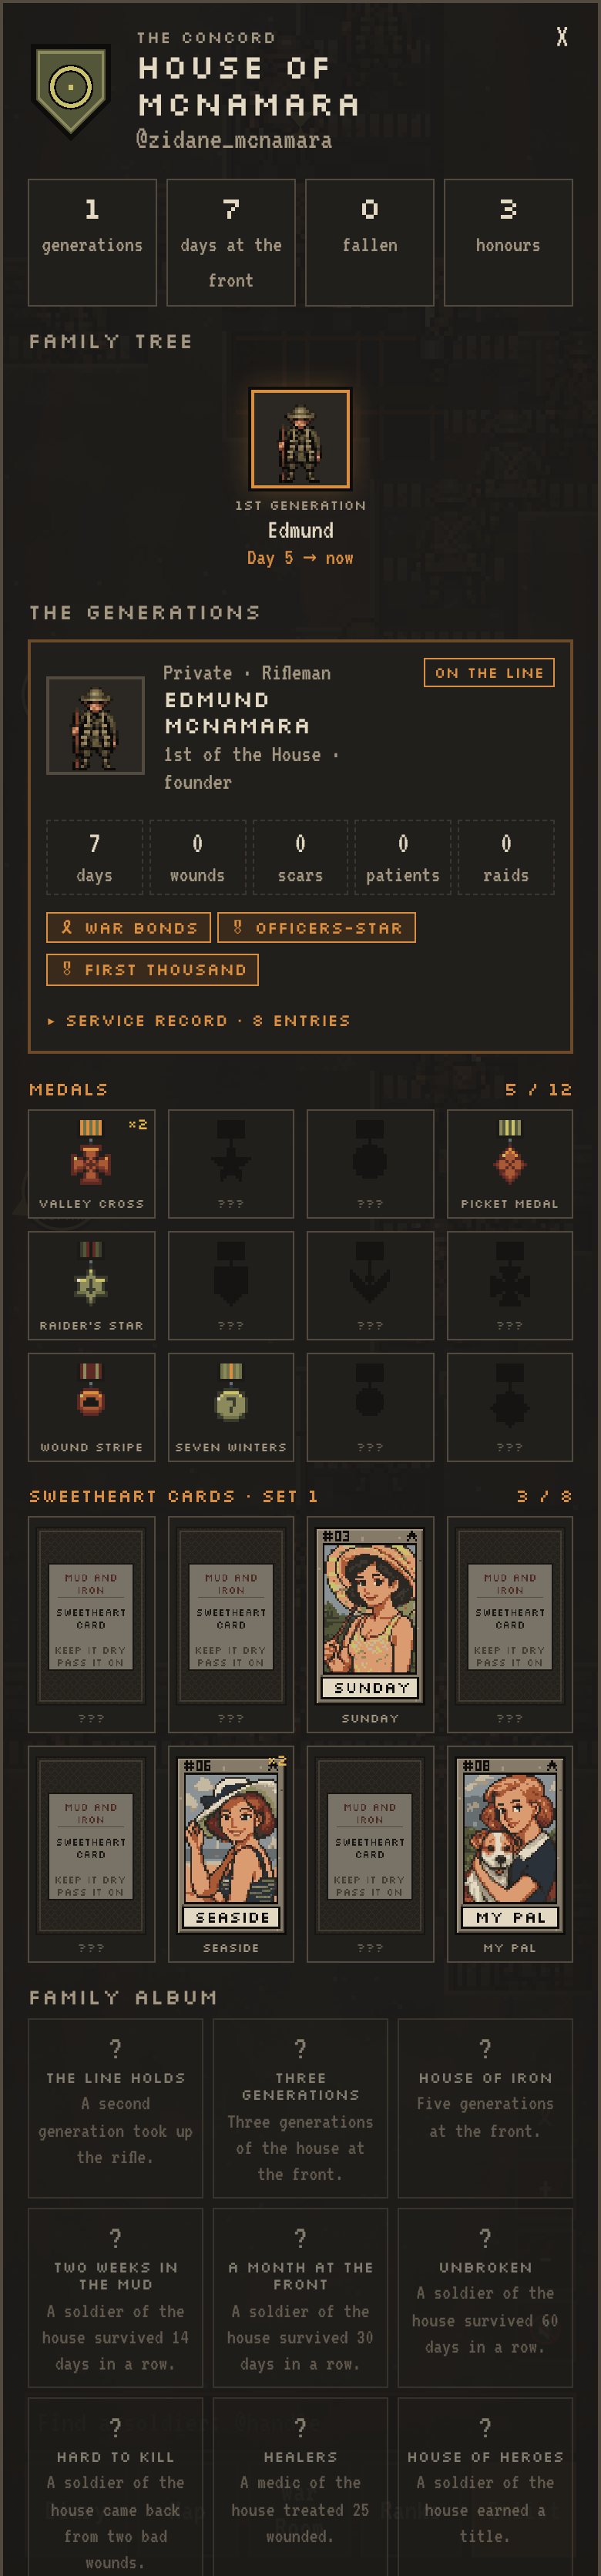 THE CONCORD
X
HOUSE OF
MCNAMARA
@zidane_mcnamara
1
generations
7
days at the
front
0
fallen
3
honours
FAMILY TREE
1ST GENERATION
Edmund
Day 5 → now
THE GENERATIONS
Private · Rifleman
ON THE LINE
EDMUND
MCNAMARA
1st of the House ·
founder
7
days
0
wounds
0
scars
0
patients
0
raids
WAR BONDS
OFFICERS-STAR
FIRST THOUSAND
▸ SERVICE RECORD · 8 ENTRIES
MEDALS
5 / 12
×2
VALLEY CROSS
???
???
PICKET MEDAL
RAIDER'S STAR
???
???
???
WOUND STRIPE
7
SEVEN WINTERS
???
???
SWEETHEART CARDS · SET 1
3 / 8
MUD AND
IRON
SWEETHEART
CARD
KEEP IT DRY
PASS IT ON
???
MUD AND
IRON
SWEETHEART
CARD
KEEP IT DRY
PASS IT ON
???
#03
SUNDAY
SUNDAY
MUD AND
IRON
SWEETHEART
CARD
KEEP IT DRY
PASS IT ON
???
MUD AND
IRON
SWEETHEART
CARD
KEEP IT DRY
PASS IT ON
???
#06
×2
SEASIDE
SEASIDE
MUD AND
IRON
SWEETHEART
CARD
KEEP IT DRY
PASS IT ON
???
#08
MY PAL
MY PAL
FAMILY ALBUM
?
THE LINE HOLDS
A second
generation took up
the rifle.
?
THREE
GENERATIONS
Three generations
of the house at
the front.
?
HOUSE OF IRON
Five generations
at the front.
?
TWO WEEKS IN
THE MUD
A soldier of the
house survived 14
days in a row.
?
A MONTH AT THE
FRONT
A soldier of the
house survived 30
days in a row.
?
UNBROKEN
A soldier of the
house survived 60
days in a row.
?
HARD TO KILL
A soldier of the
house came back
from two bad
wounds.
?
HEALERS
A medic of the
house treated 25
wounded.
?
HOUSE OF HEROES
A soldier of the
house earned a
title.